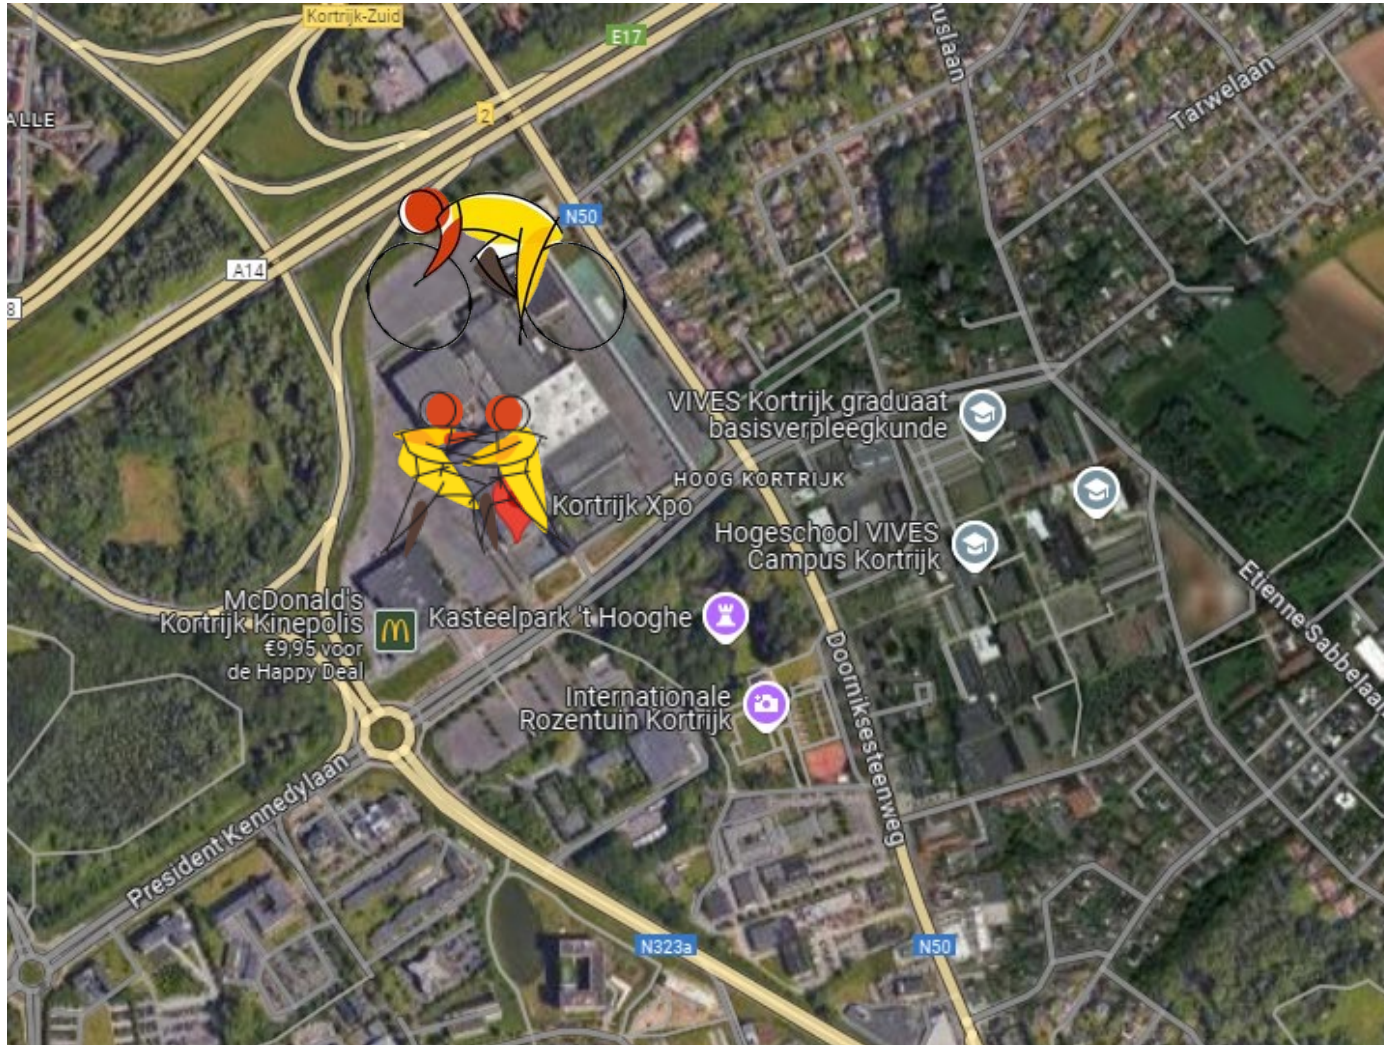 Kortrijk-Zuid
E17
uslaan
Tarwelaan
ALLE
2
N50
A14
8
VIVES Kortrijk graduaat
basisverpleegkunde
HOOG KORTRIJK
Kortrijk Xpo
Hogeschool VIVES
Campus Kortrijk
Etienne Sabbelaa
McDonald's
Kortrijk Kinepolis
€9,95 voor
de Happy Deal
Kasteelpark 't Hooghe
Internationale
Rozentuin Kortrijk
Doorniksesteenweg
President Kennedylaan
N323a
N50